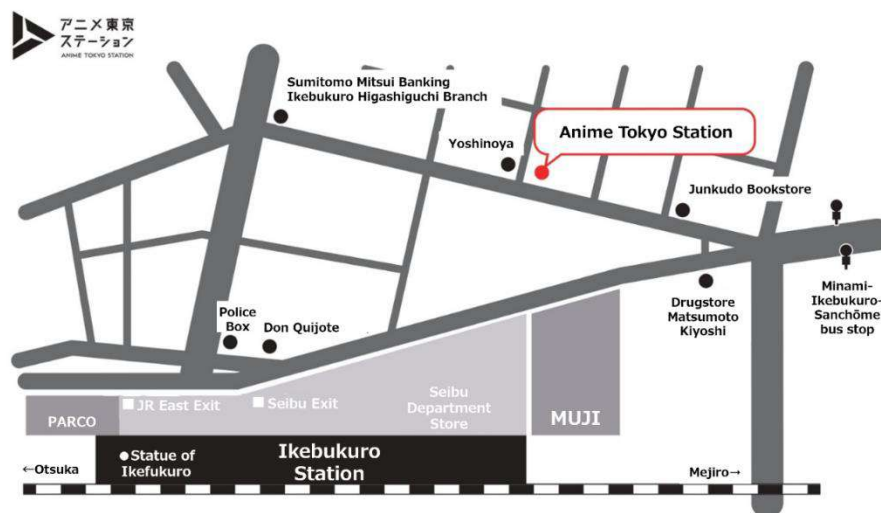 アニメ東京
ステーション
ANIME TOKYO STATION
Sumitomo Mitsui Banking
Ikebukuro Higashiguchi Branch
Yoshinoya
Anime Tokyo Station
Junkudo Bookstore
Police
Box
Don Quijote
Drugstore
Matsumoto
Kiyoshi
Minami-
Ikebukuro-
Sanchōme
bus stop
JR East Exit
Seibu Exit
Seibu
Department
Store
PARCO
MUJI
Statue of
Ikefukuro
Ikebukuro
Station
←Otsuka
Mejiro→